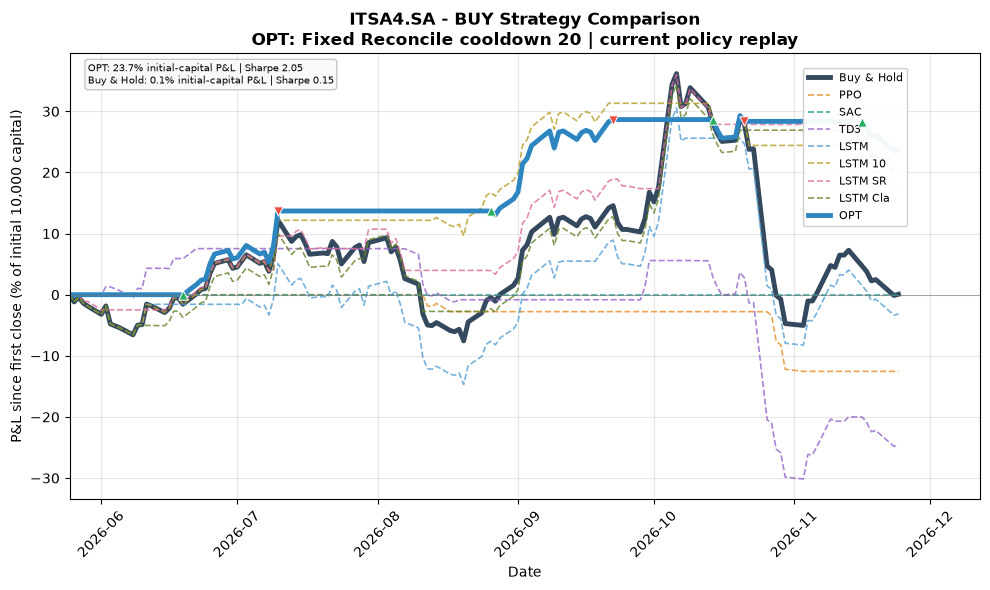 ITSA4.SA - BUY Strategy Comparison
OPT: Fixed Reconcile cooldown 20 | current policy replay
OPT: 23.7% initial-capital P&L | Sharpe 2.05
Buy & Hold: 0.1% initial-capital P&L | Sharpe 0.15
Buy & Hold
PPO
SAC
TD3
LSTM
LSTM 10
LSTM SR
LSTM Cla
OPT
P&L since first close (% of initial 10,000 capital)
30
20
10
0
−10
−20
−30
2026-06
2026-07
2026-08
2026-09
2026-10
2026-11
2026-12
Date